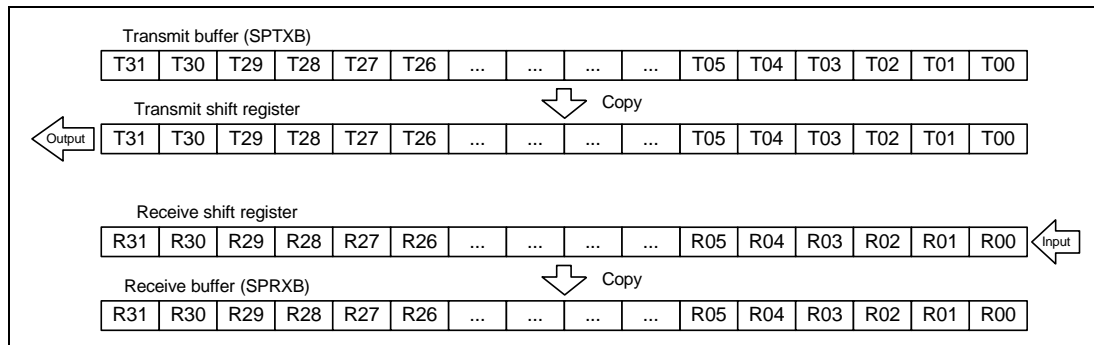 Transmit buffer (SPTXB)
T31 T30 T29 T28 T27 T26 ... ... ... ... T05 T04 T03 T02 T01 T00
Copy
Transmit shift register
Output T31 T30 T29 T28 T27 T26 ... ... ... ... T05 T04 T03 T02 T01 T00
Receive shift register
R31 R30 R29 R28 R27 R26 ... ... ... ... R05 R04 R03 R02 R01 R00 Input
Copy
Receive buffer (SPRXB)
R31 R30 R29 R28 R27 R26 ... ... ... ... R05 R04 R03 R02 R01 R00